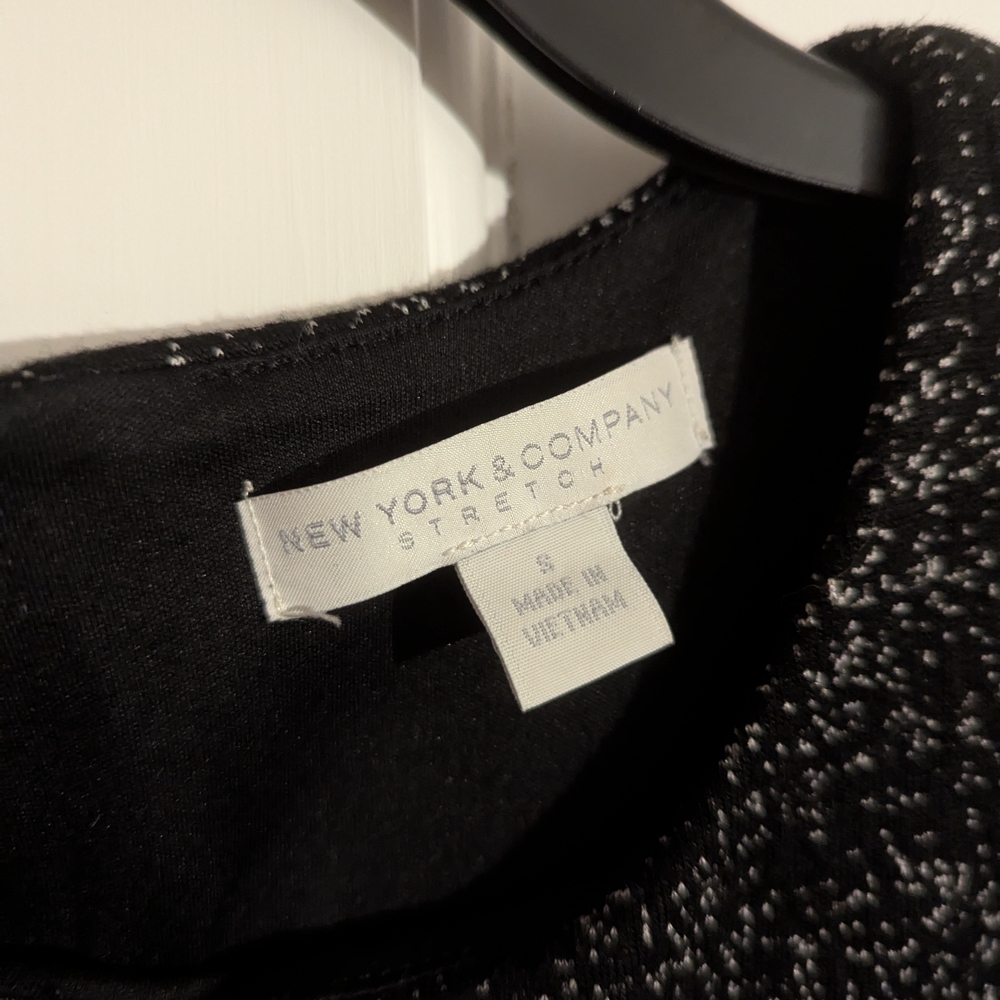 NEW YORK & COMPANY
STRETCH
S
MADE IN
VIETNAM